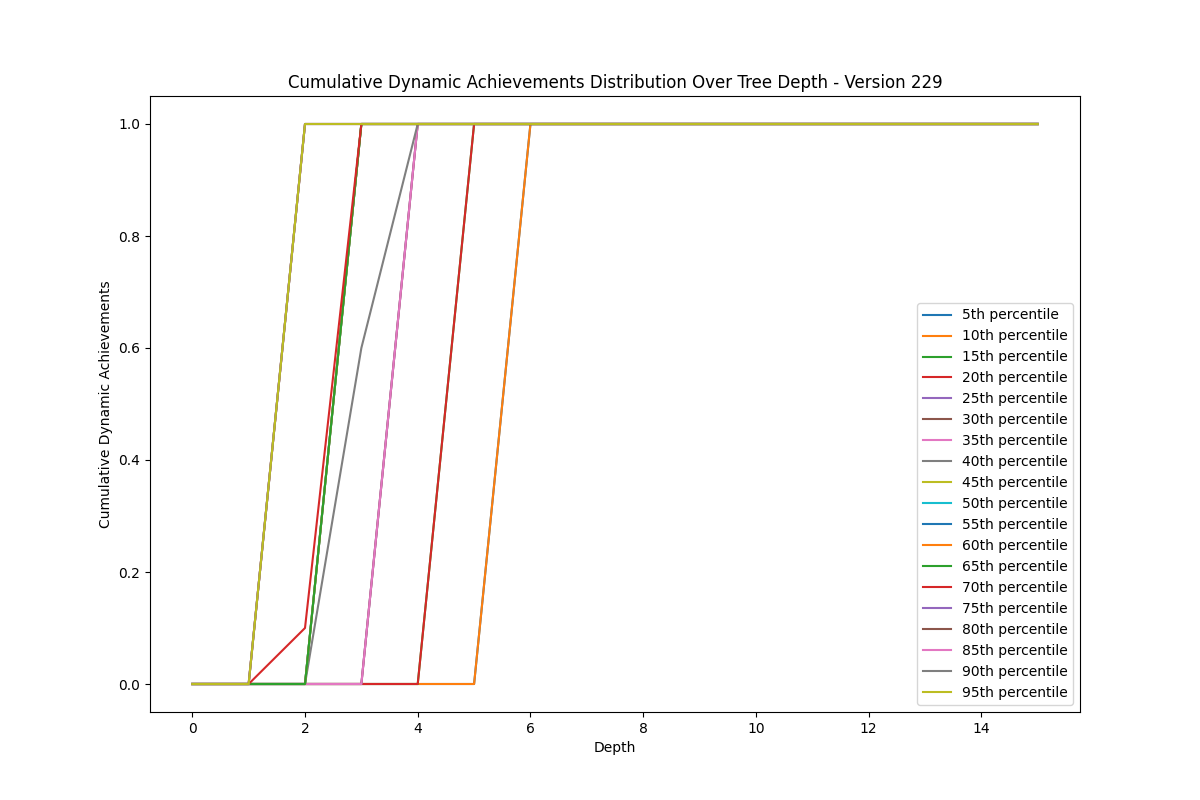 Cumulative Dynamic Achievements Distribution Over Tree Depth - Version 229
Cumulative Dynamic Achievements
1.0
0.8
0.6
0.4
0.2
0.0
0 2 4 6 8 10 12 14
Depth
5th percentile
10th percentile
15th percentile
20th percentile
25th percentile
30th percentile
35th percentile
40th percentile
45th percentile
50th percentile
55th percentile
60th percentile
65th percentile
70th percentile
75th percentile
80th percentile
85th percentile
90th percentile
95th percentile